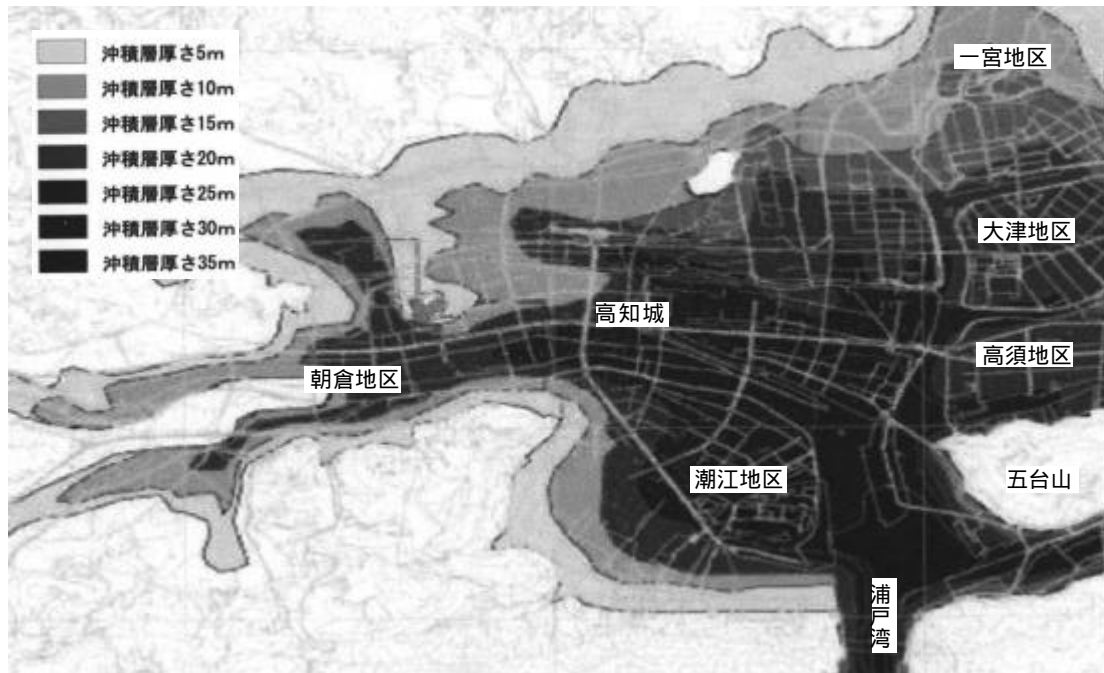 沖積層厚さ5m
沖積層厚さ10m
沖積層厚さ15m
沖積層厚さ20m
沖積層厚さ25m
沖積層厚さ30m
沖積層厚さ35m
一宮地区
大津地区
高知城
高須地区
朝倉地区
潮江地区
五台山
浦戸湾